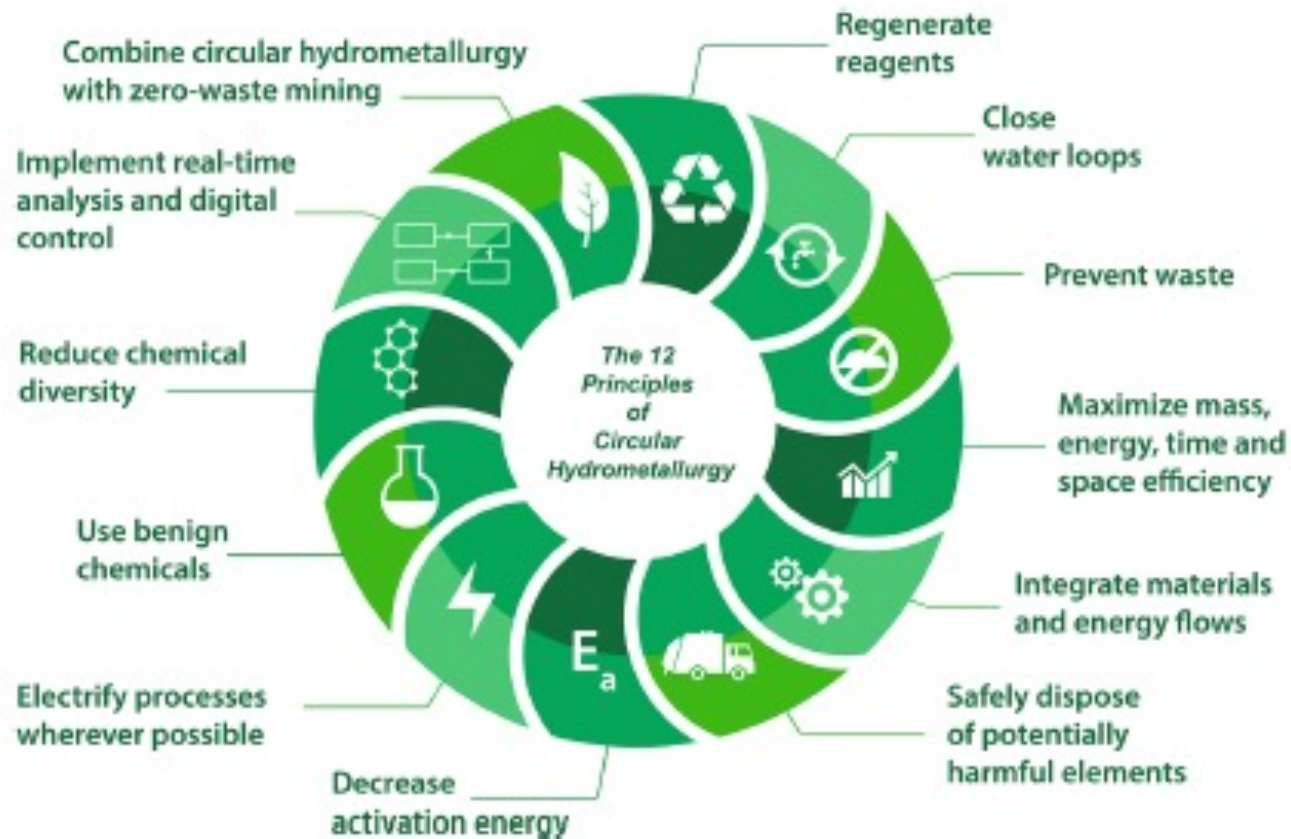 Regenerate
reagents
Close
water loops
Prevent waste
Maximize mass,
energy, time and
space efficiency
Integrate materials
and energy flows
Safely dispose
of potentially
harmful elements
Decrease
activation energy
Electrify processes
wherever possible
Use benign
chemicals
Reduce chemical
diversity
Implement real-time
analysis and digital
control
Combine circular hydrometallurgy
with zero-waste mining
The 12
Principles
of
Circular
Hydrometallurgy
Ea